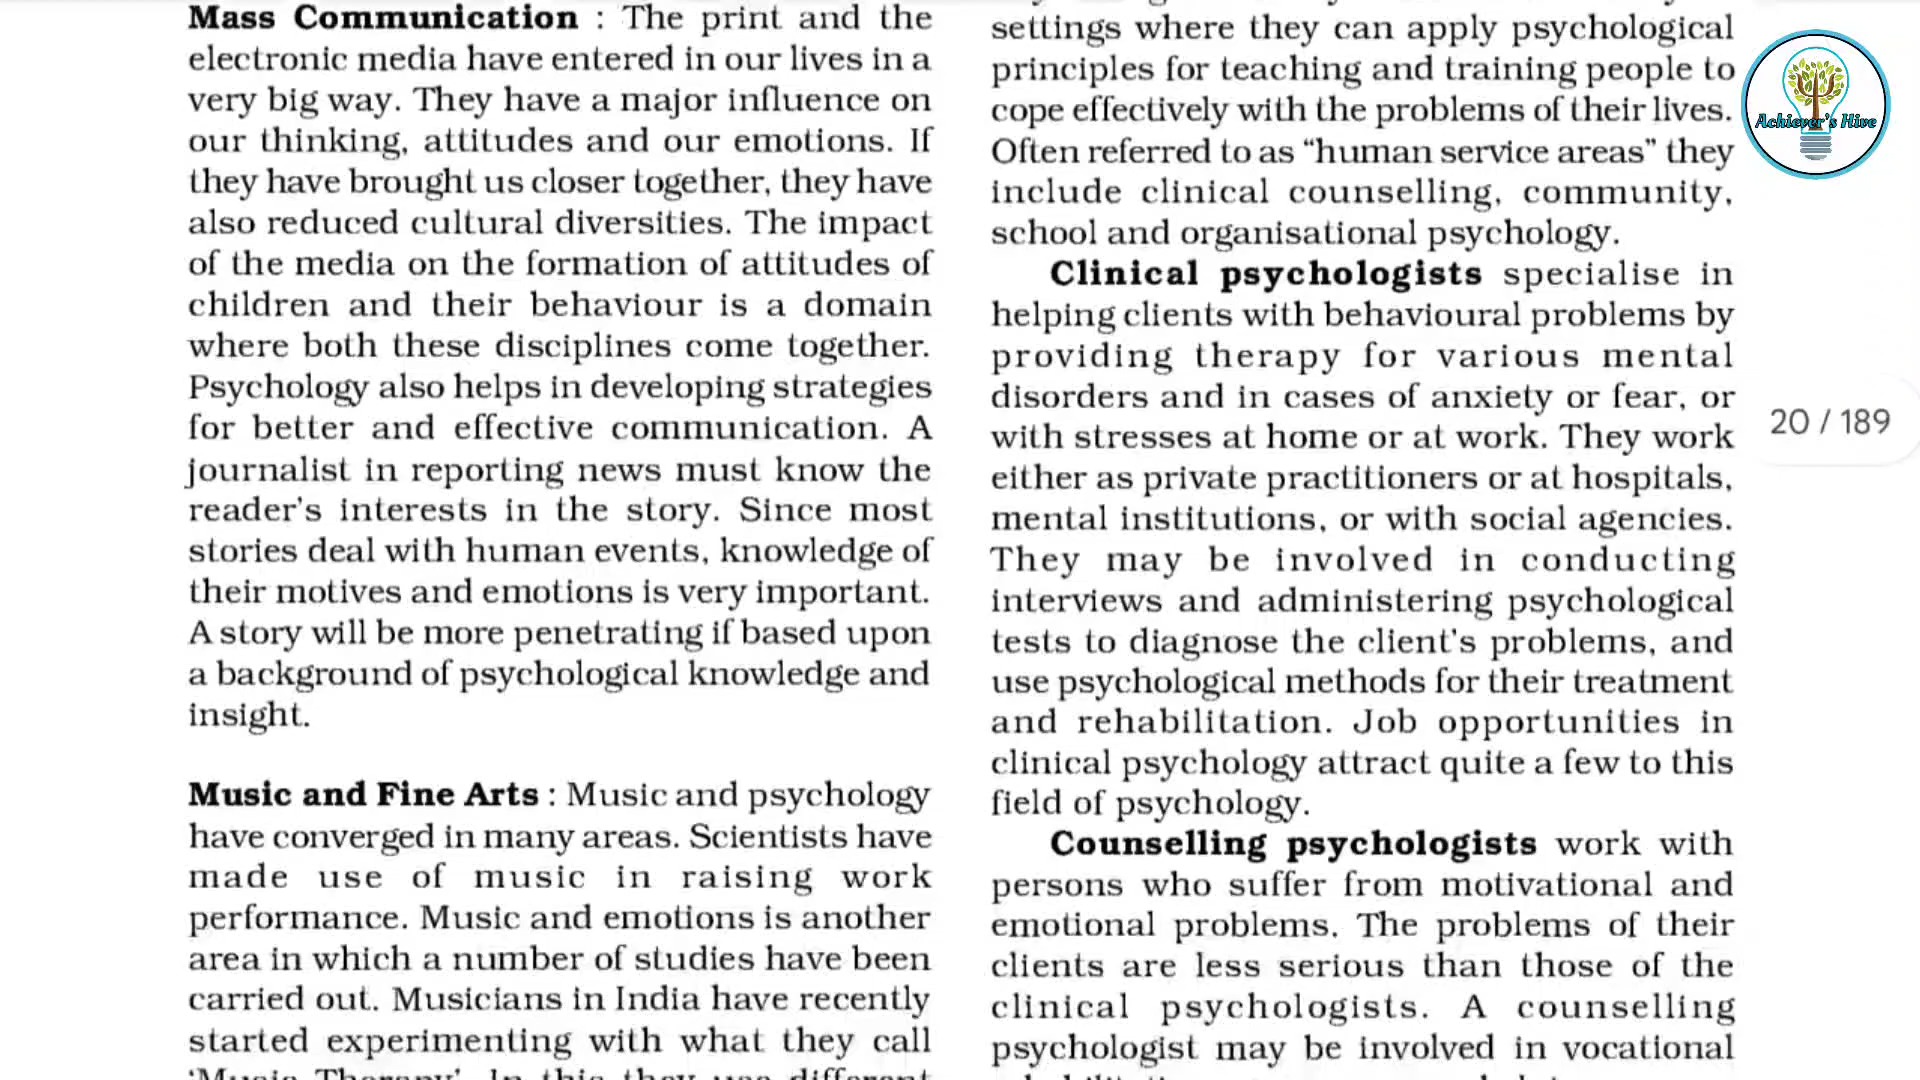 Mass Communication : The print and the
electronic media have entered in our lives in a
very big way. They have a major influence on
our thinking, attitudes and our emotions. If
they have brought us closer together, they have
also reduced cultural diversities. The impact
of the media on the formation of attitudes of
children and their behaviour is a domain
where both these disciplines come together.
Psychology also helps in developing strategies
for better and effective communication. A
journalist in reporting news must know the
reader's interests in the story. Since most
stories deal with human events, knowledge of
their motives and emotions is very important.
A story will be more penetrating if based upon
a background of psychological knowledge and
insight.
Music and Fine Arts : Music and psychology
have converged in many areas. Scientists have
made use of music in raising work
performance. Music and emotions is another
area in which a number of studies have been
carried out. Musicians in India have recently
started experimenting with what they call
‘Music Therapy’. In this they use different
settings where they can apply psychological
principles for teaching and training people to
cope effectively with the problems of their lives.
Often referred to as “human service areas” they
include clinical counselling, community,
school and organisational psychology.
Clinical psychologists specialise in
helping clients with behavioural problems by
providing therapy for various mental
disorders and in cases of anxiety or fear, or
with stresses at home or at work. They work
either as private practitioners or at hospitals,
mental institutions, or with social agencies.
They may be involved in conducting
interviews and administering psychological
tests to diagnose the client's problems, and
use psychological methods for their treatment
and rehabilitation. Job opportunities in
clinical psychology attract quite a few to this
field of psychology.
Counselling psychologists work with
persons who suffer from motivational and
emotional problems. The problems of their
clients are less serious than those of the
clinical psychologists. A counselling
psychologist may be involved in vocational
Achiever's Hive
20 / 189